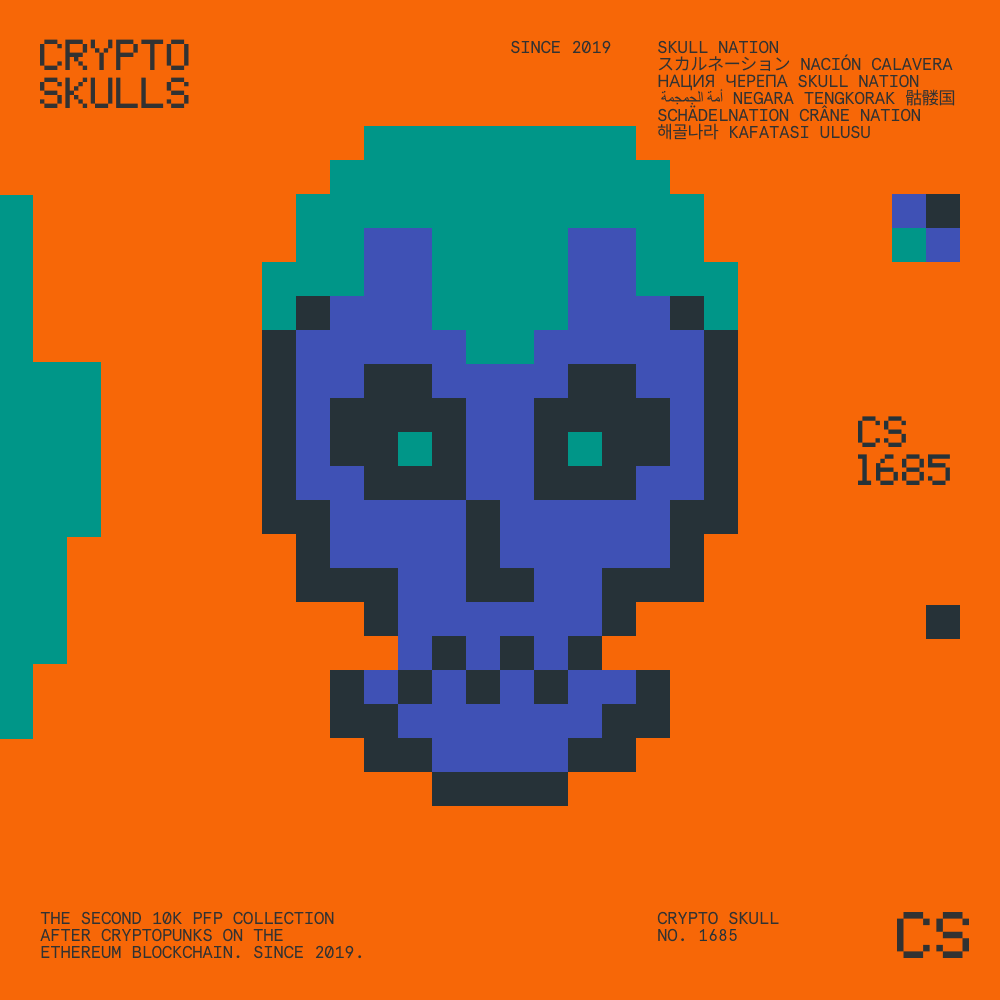 CRYPTO
SKULLS
SINCE 2019
SKULL NATION
スカルネーション NACIÓN CALAVERA
НАЦИЯ ЧЕРЕПА SKULL NATION
أمة الجمجمة NEGARA TENGKORAK 骷髅国
SCHÄDELNATION CRÂNE NATION
해골나라 KAFATASI ULUSU
CS
1685
THE SECOND 10K PFP COLLECTION
AFTER CRYPTOPUNKS ON THE
ETHEREUM BLOCKCHAIN. SINCE 2019.
CRYPTO SKULL
NO. 1685
CS